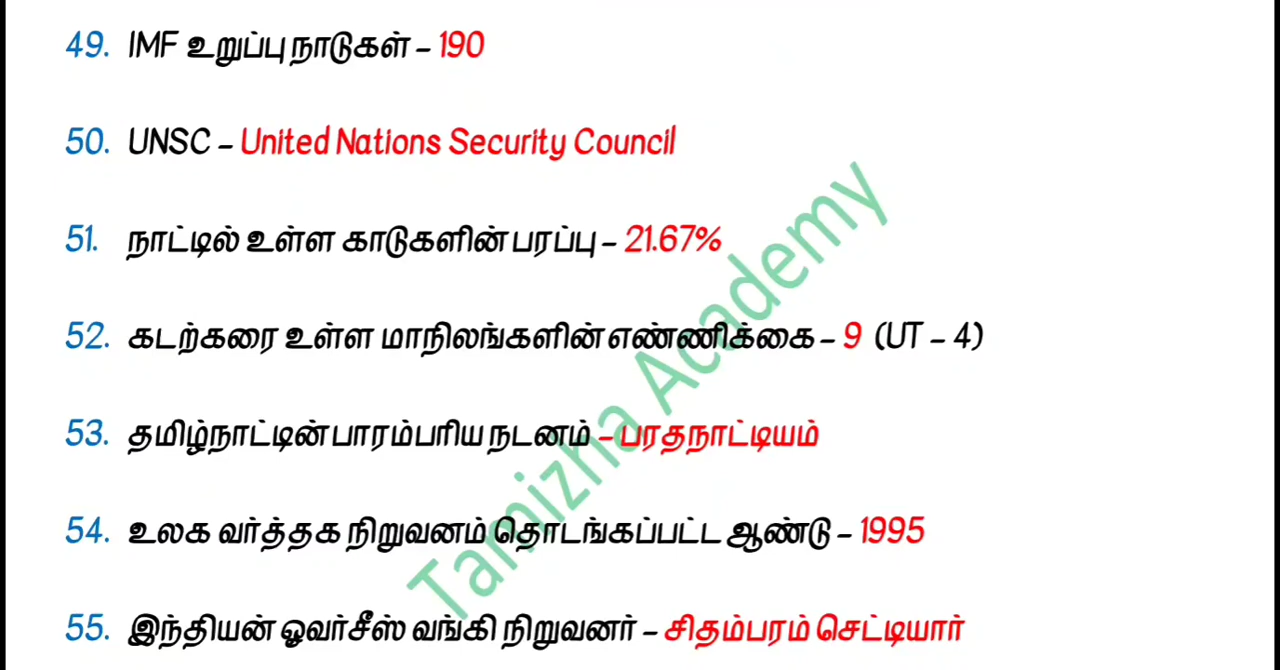 49. IMF உறுப்பு நாடுகள் – 190
50. UNSC – United Nations Security Council
51. நாட்டில் உள்ள காடுகளின் பரப்பு – 21.67%
52. கடற்கரை உள்ள மாநிலங்களின் எண்ணிக்கை – 9 (UT – 4)
53. தமிழ்நாட்டின் பாரம்பரிய நடனம் – பரதநாட்டியம்
54. உலக வர்த்தக நிறுவனம் தொடங்கப்பட்ட ஆண்டு – 1995
55. இந்தியன் ஓவர்சீஸ் வங்கி நிறுவனர் – சிதம்பரம் செட்டியார்
Tamizha Academy